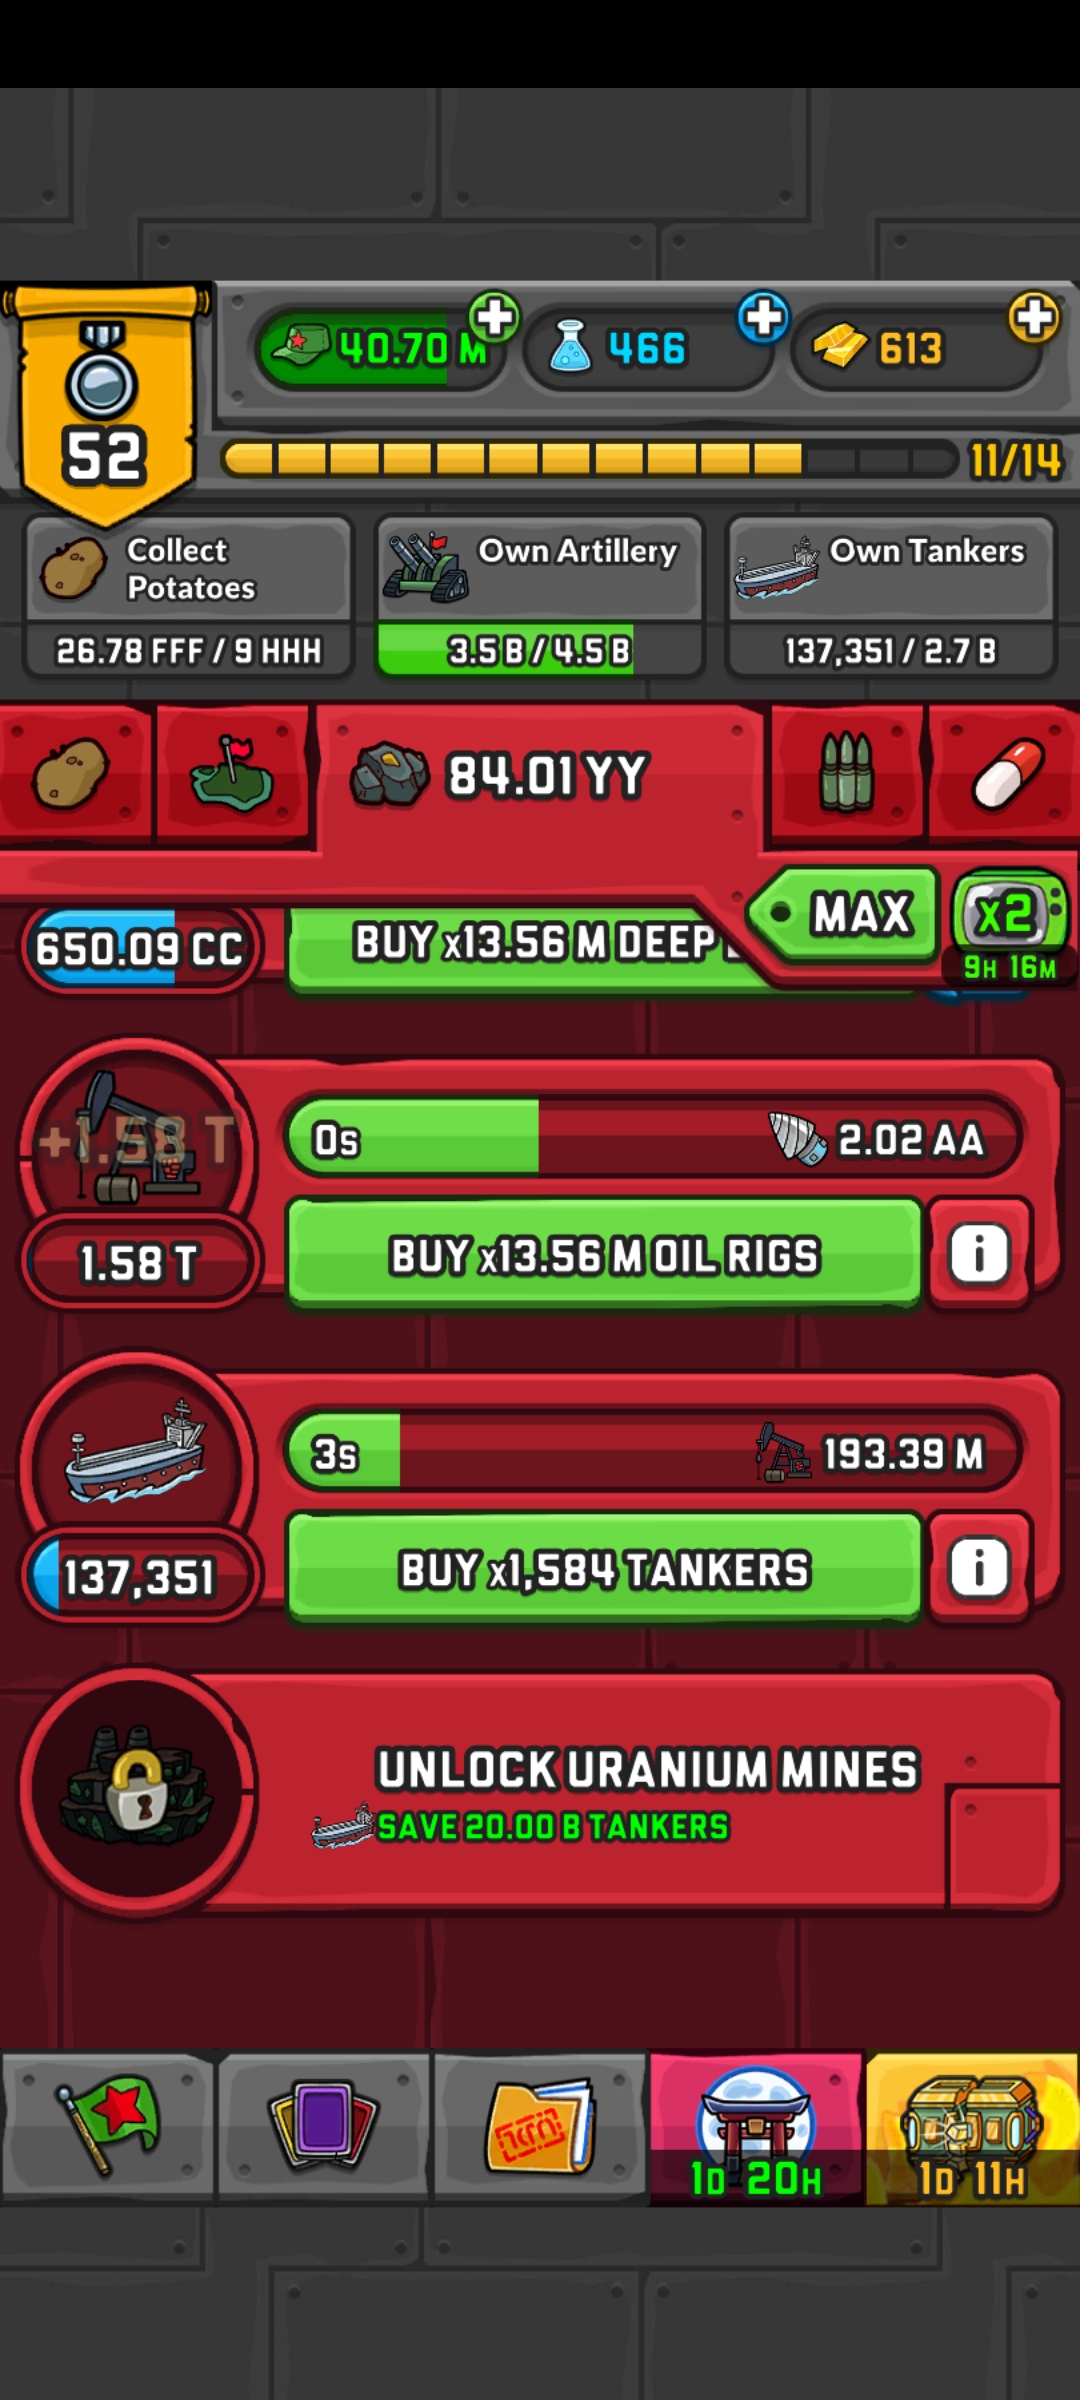 40.70 M
466
613
52
11/14
Collect
Potatoes
Own Artillery
Own Tankers
26.78 FFF / 9 HHH
3.5 B / 4.5 B
137,351 / 2.7 B
84.01 YY
MAX
x2
9H 16M
650.09 CC
BUY x13.56 M DEEP
+1.58 T
0s
2.02 AA
1.58 T
BUY x13.56 M OIL RIGS
i
3s
193.39 M
137,351
BUY x1,584 TANKERS
i
UNLOCK URANIUM MINES
SAVE 20.00 B TANKERS
1D 20H
1D 11H